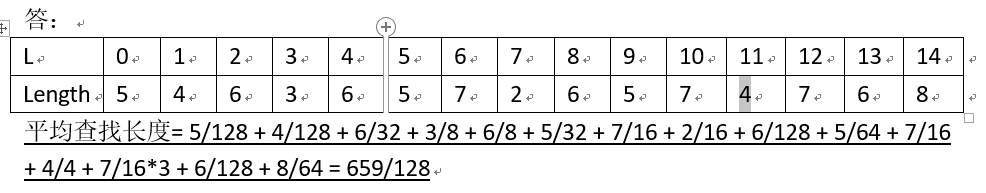 答：
L 0 1 2 3 4 5 6 7 8 9 10 11 12 13 14
Length 5 4 6 3 6 5 7 2 6 5 7 4 7 6 8
平均查找长度= 5/128 + 4/128 + 6/32 + 3/8 + 6/8 + 5/32 + 7/16 + 2/16 + 6/128 + 5/64 + 7/16
+ 4/4 + 7/16*3 + 6/128 + 8/64 = 659/128